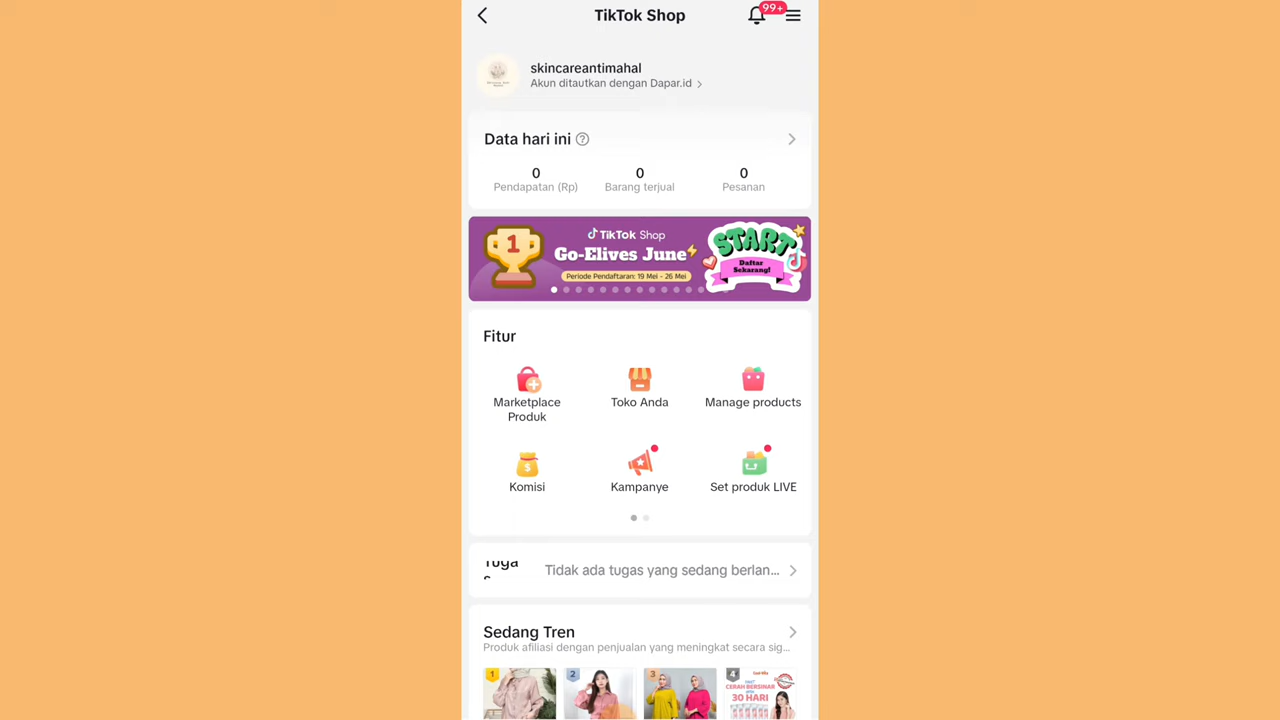 TikTok Shop
99+
skincareantimahal
Akun ditautkan dengan Dapar.id
Data hari ini
0 0 0
Pendapatan (Rp) Barang terjual Pesanan
1
TikTok Shop
Go-Elives June
Periode Pendaftaran: 19 Mei - 26 Mei
START
Daftar
Sekarang!
Fitur
Marketplace
Produk
Toko Anda
Manage products
Komisi
Kampanye
Set produk LIVE
Tuga
s
Tidak ada tugas yang sedang berlan...
Sedang Tren
Produk afiliasi dengan penjualan yang meningkat secara sig...
1 2 3 4
CERAH BERSINAR
30 HARI